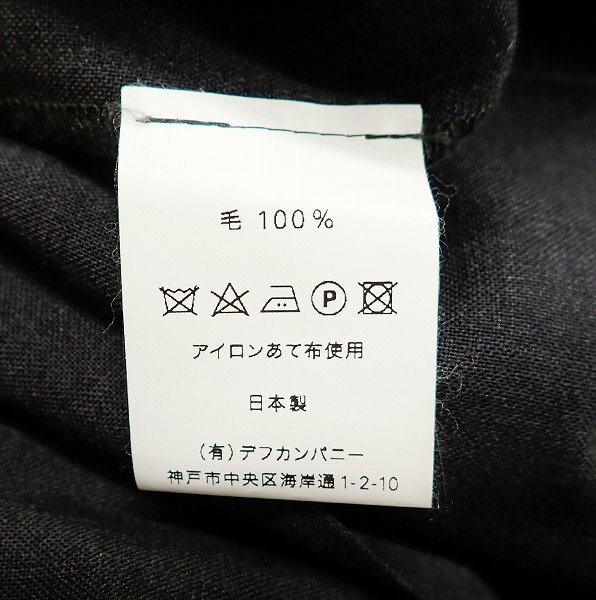 毛 100%
P
アイロンあて布使用
日本製
(有)デフカンパニー
神戸市中央区海岸通1-2-10